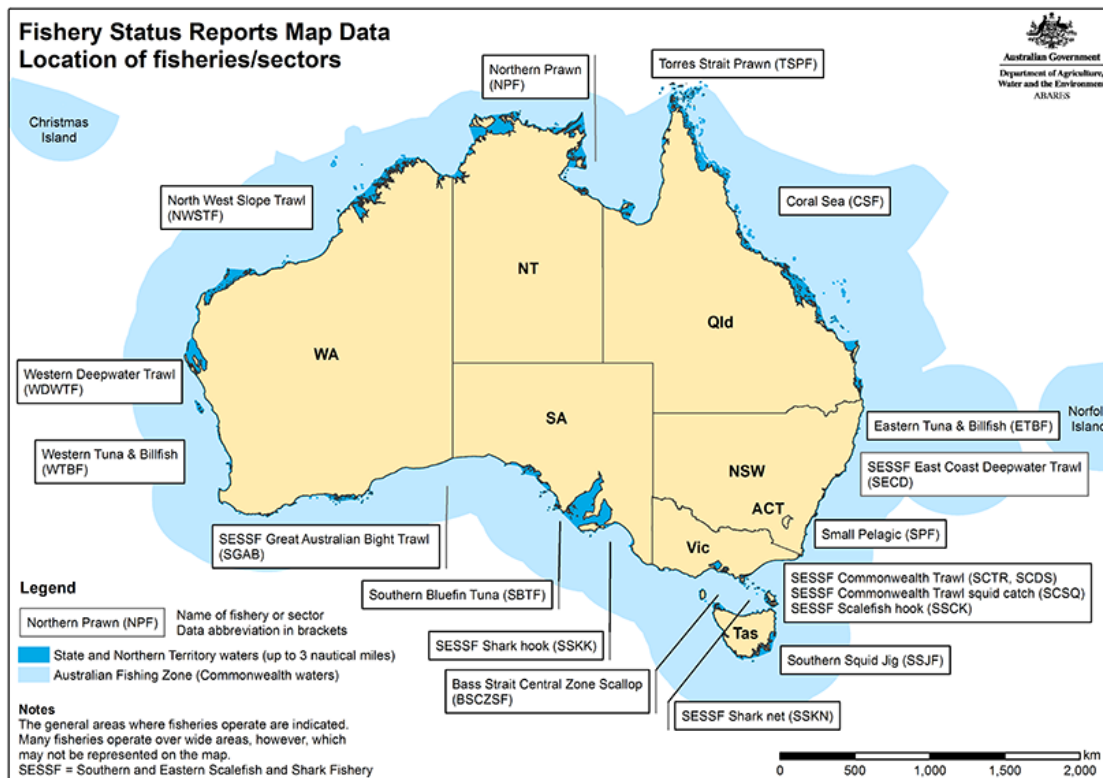 Fishery Status Reports Map Data
Location of fisheries/sectors
Australian Government
Department of Agriculture,
Water and the Environment
ABARES
Christmas
Island
Northern Prawn
(NPF)
Torres Strait Prawn (TSPF)
North West Slope Trawl
(NWSTF)
Coral Sea (CSF)
NT
Qld
WA
Western Deepwater Trawl
(WDWTF)
SA
Norfolk
Island
Eastern Tuna & Billfish (ETBF)
Western Tuna & Billfish
(WTBF)
NSW
SESSF East Coast Deepwater Trawl
(SECD)
ACT
SESSF Great Australian Bight Trawl
(SGAB)
Small Pelagic (SPF)
Vic
SESSF Commonwealth Trawl (SCTR, SCDS)
SESSF Commonwealth Trawl squid catch (SCSQ)
SESSF Scalefish hook (SSCK)
Southern Bluefin Tuna (SBTF)
SESSF Shark hook (SSKK)
Tas
Southern Squid Jig (SSJF)
Bass Strait Central Zone Scallop
(BSCZSF)
SESSF Shark net (SSKN)
Legend
Northern Prawn (NPF)
Name of fishery or sector
Data abbreviation in brackets
State and Northern Territory waters (up to 3 nautical miles)
Australian Fishing Zone (Commonwealth waters)
Notes
The general areas where fisheries operate are indicated.
Many fisheries operate over wide areas, however, which
may not be represented on the map.
SESSF = Southern and Eastern Scalefish and Shark Fishery
km
0 500 1,000 1,500 2,000